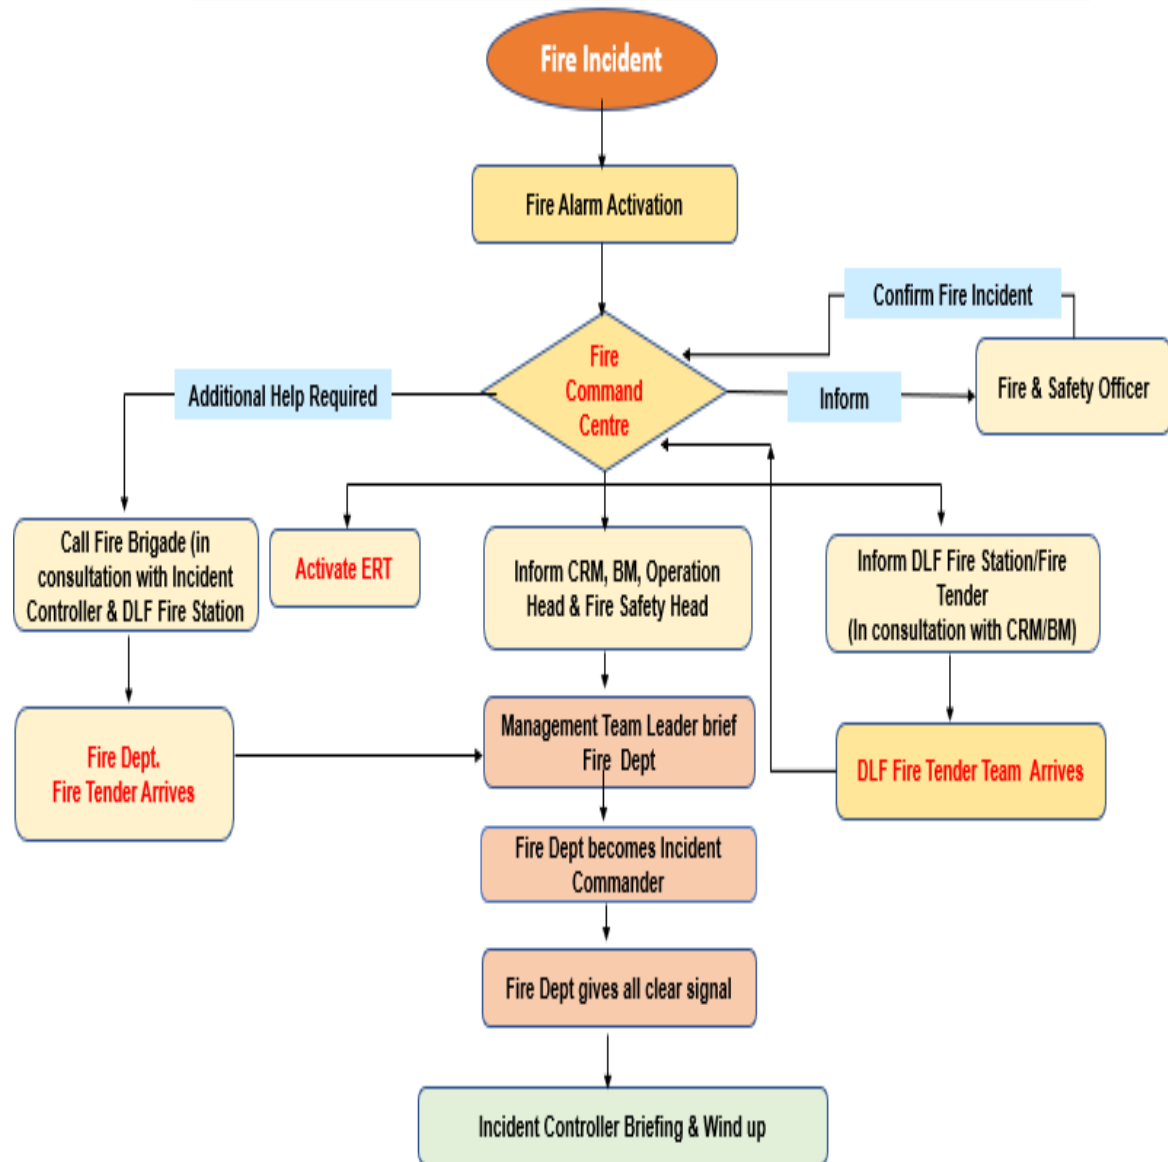 Fire Incident
Fire Alarm Activation
Confirm Fire Incident
Fire
Command
Centre
Additional Help Required
Inform
Fire & Safety Officer
Call Fire Brigade (in
consultation with Incident
Controller & DLF Fire Station
Activate ERT
Inform CRM, BM, Operation
Head & Fire Safety Head
Inform DLF Fire Station/Fire
Tender
(In consultation with CRM/BM)
Fire Dept.
Fire Tender Arrives
Management Team Leader brief
Fire Dept
DLF Fire Tender Team Arrives
Fire Dept becomes Incident
Commander
Fire Dept gives all clear signal
Incident Controller Briefing & Wind up